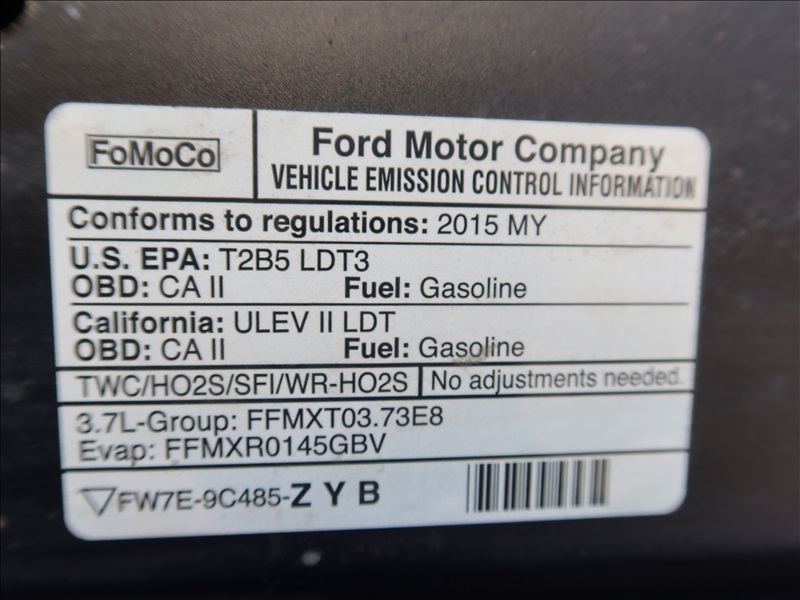 FoMoCo
Ford Motor Company
VEHICLE EMISSION CONTROL INFORMATION
Conforms to regulations: 2015 MY
U.S. EPA: T2B5 LDT3
OBD: CA II Fuel: Gasoline
California: ULEV II LDT
OBD: CA II Fuel: Gasoline
TWC/HO2S/SFI/WR-HO2S No adjustments needed.
3.7L-Group: FFMXT03.73E8
Evap: FFMXR0145GBV
FW7E-9C485-Z Y B